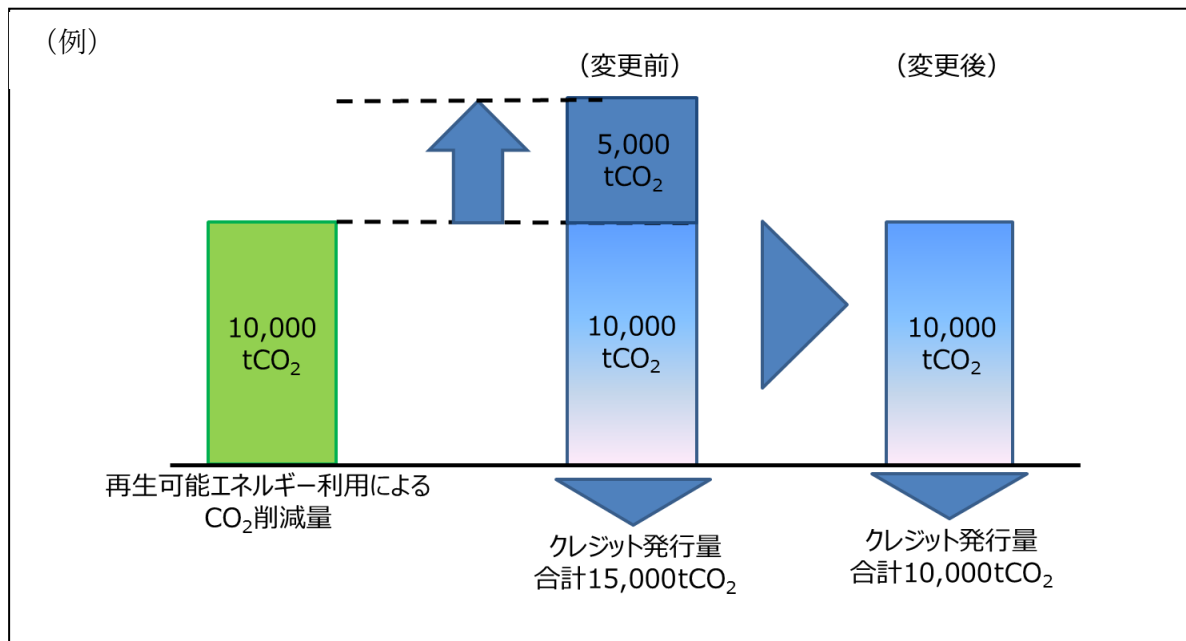 (例)
(変更前)
(変更後)
5,000
tCO₂
10,000
tCO₂
10,000
tCO₂
10,000
tCO₂
再生可能エネルギー利用による
CO₂削減量
クレジット発行量
合計15,000tCO₂
クレジット発行量
合計10,000tCO₂